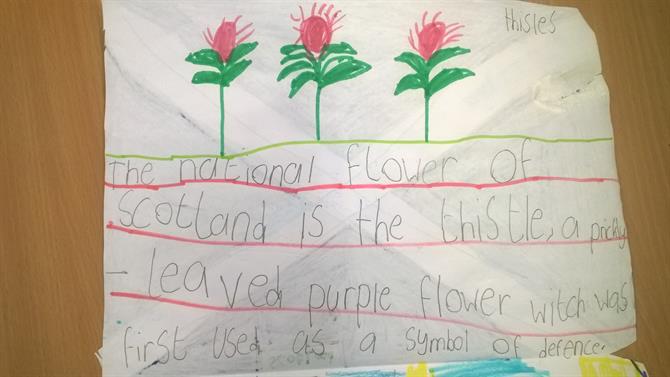 thisles
The national flower of
Scotland is the thistle, a prickly
- leaved purple flower witch was
first used as a symbol of defence.